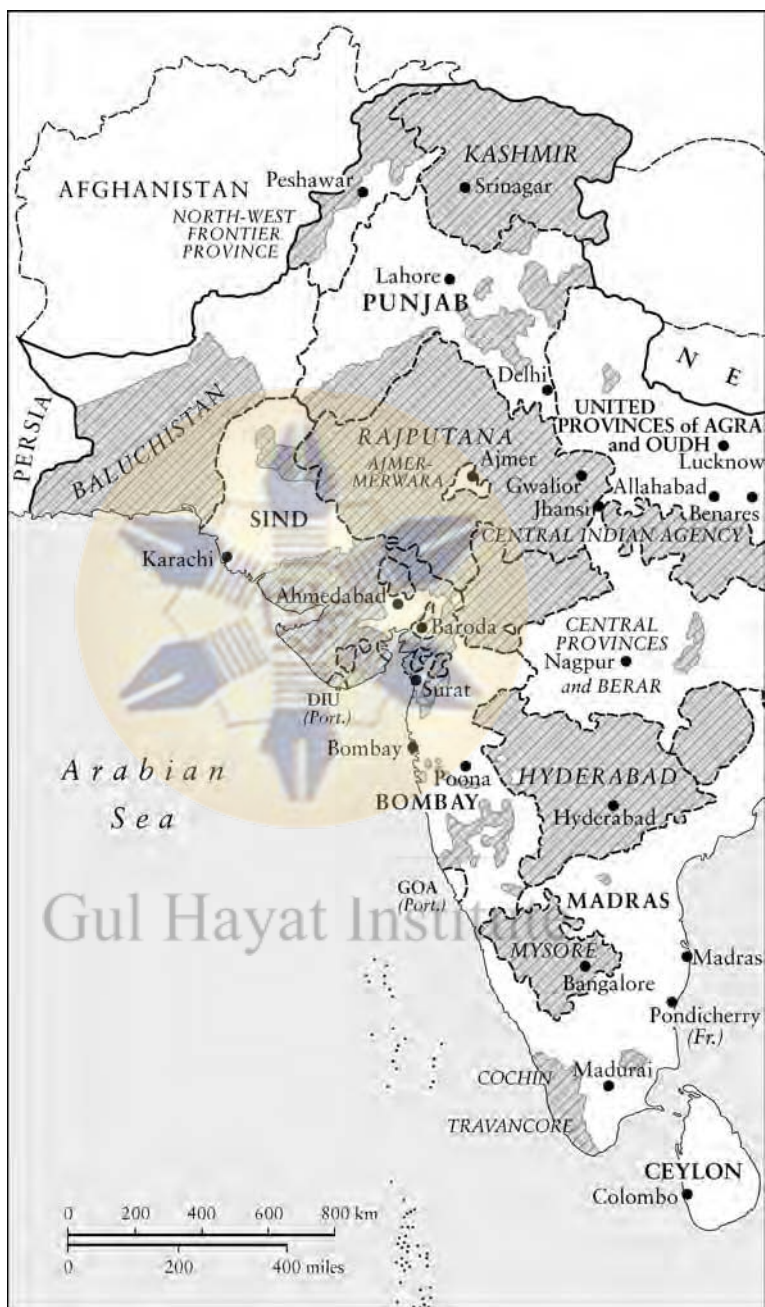 KASHMIR
Srinagar
AFGHANISTAN
Peshawar
NORTH-WEST
FRONTIER
PROVINCE
Lahore
PUNJAB
Delhi
N E
PERSIA
BALUCHISTAN
UNITED
PROVINCES of AGRA
and OUDH
Lucknow
RAJPUTANA
AJMER-
MERWARA
Ajmer
Gwalior
Allahabad
Jhansi
Benares
SIND
CENTRAL INDIAN AGENCY
Karachi
Ahmedabad
Baroda
CENTRAL
PROVINCES
Nagpur
and BERAR
Surat
DIU
(Port.)
Bombay
Arabian
Sea
Poona
BOMBAY
HYDERABAD
Hyderabad
GOA
(Port.)
MADRAS
Gul Hayat Institute
MYSORE
Bangalore
Madras
Pondicherry
(Fr.)
COCHIN
Madurai
TRAVANCORE
CEYLON
Colombo
0 200 400 600 800 km
0 200 400 miles